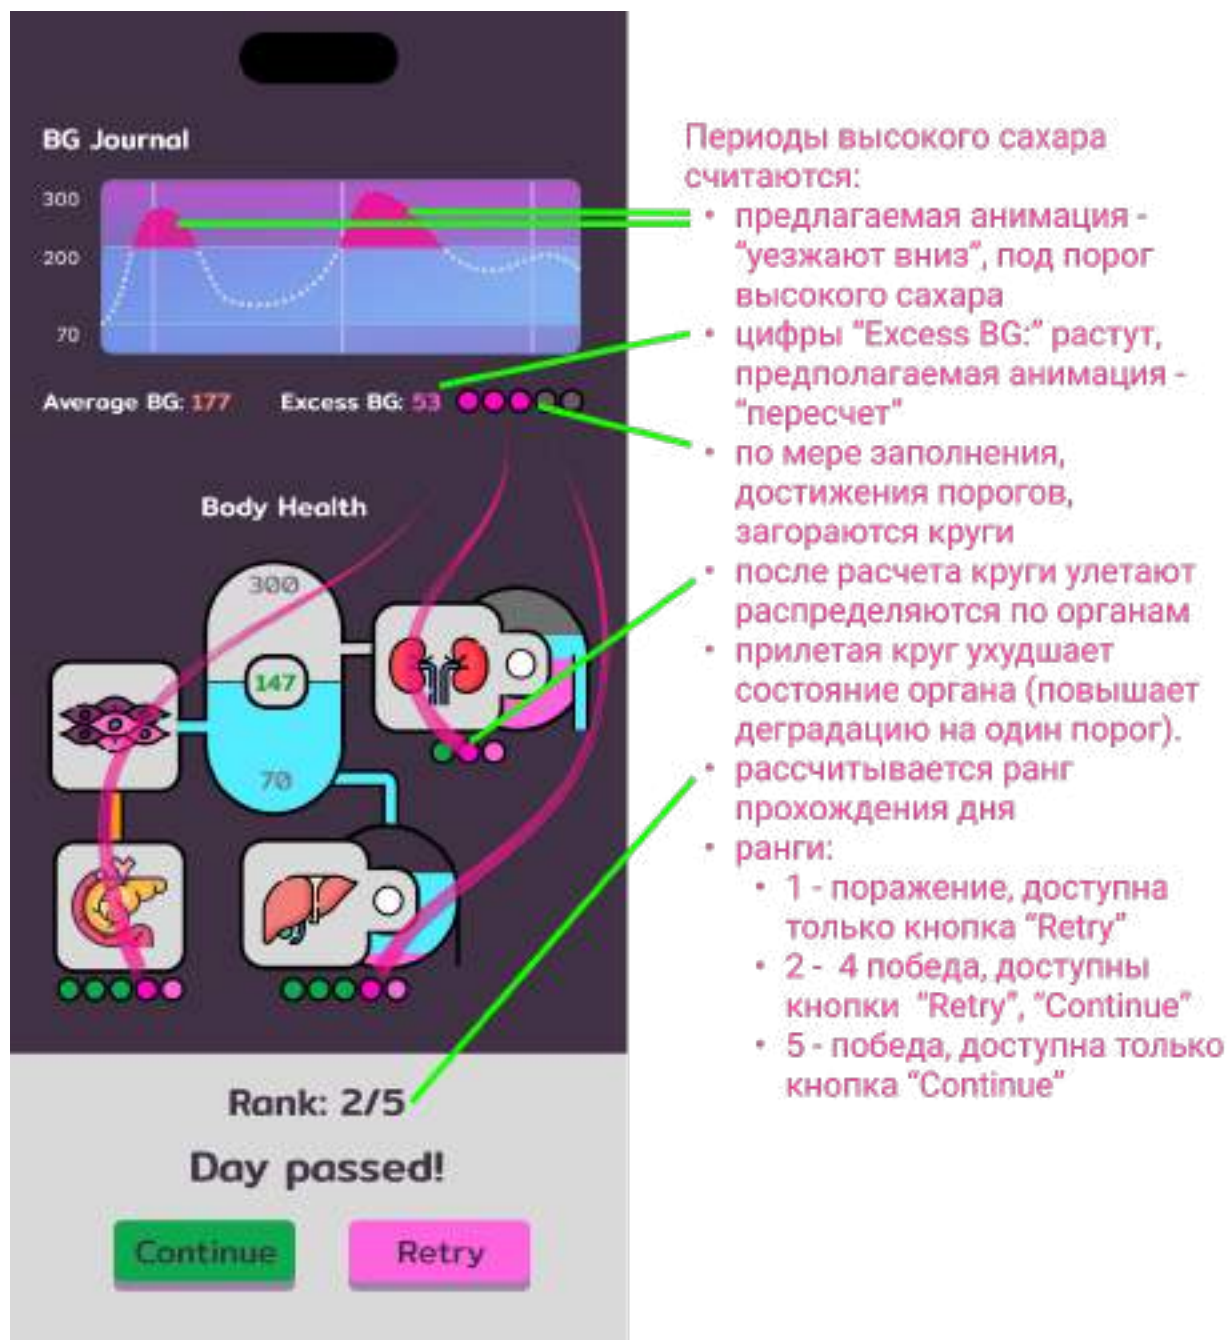 BG Journal
300
200
70
Average BG: 177 Excess BG: 53
Body Health
300
147
70
Rank: 2/5
Day passed!
Continue
Retry
Периоды высокого сахара
считаются:
• предлагаемая анимация -
“уезжают вниз”, под порог
высокого сахара
• цифры “Excess BG:” растут,
предполагаемая анимация -
“пересчет”
• по мере заполнения,
достижения порогов,
загораются круги
• после расчета круги улетают
распределяются по органам
• прилетая круг ухудшает
состояние органа (повышает
деградацию на один порог).
• рассчитывается ранг
прохождения дня
• ранги:
• 1 - поражение, доступна
только кнопка “Retry”
• 2 - 4 победа, доступны
кнопки “Retry”, “Continue”
• 5 - победа, доступна только
кнопка “Continue”